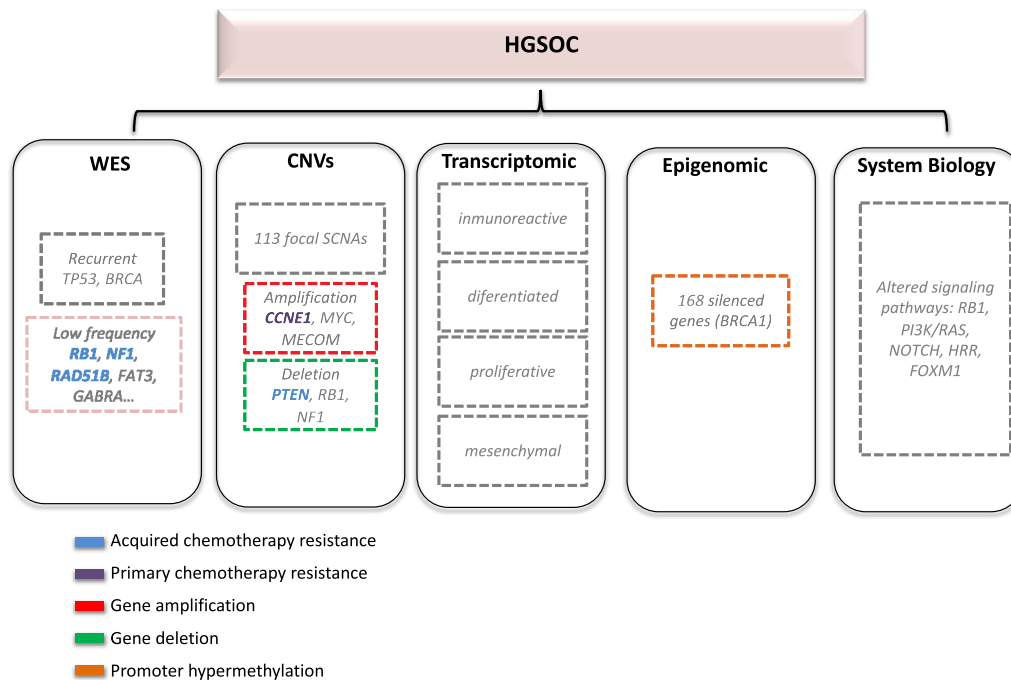 HGSOC
WES
Recurrent
TP53, BRCA
Low frequency
RB1, NF1,
RAD51B, FAT3,
GABRA...
CNVs
113 focal SCNAs
Amplification
CCNE1, MYC,
MECOM
Deletion
PTEN, RB1,
NF1
Transcriptomic
inmunoreactive
diferentiated
proliferative
mesenchymal
Epigenomic
168 silenced
genes (BRCA1)
System Biology
Altered signaling
pathways: RB1,
PI3K/RAS,
NOTCH, HRR,
FOXM1
Acquired chemotherapy resistance
Primary chemotherapy resistance
Gene amplification
Gene deletion
Promoter hypermethylation